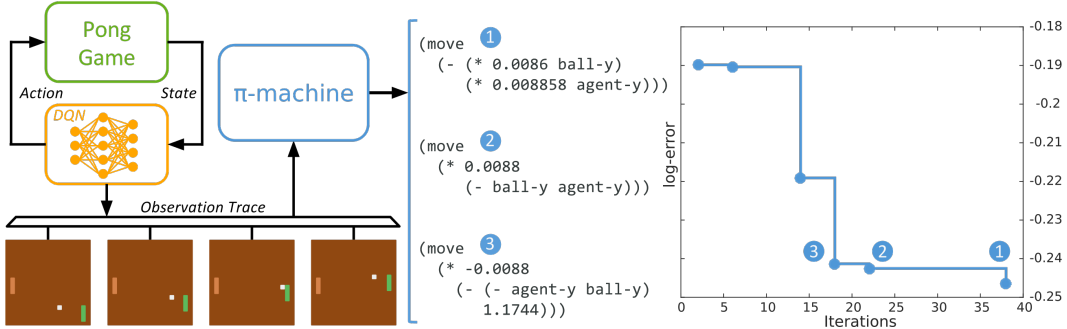 Pong
Game
Action
State
DQN
π-machine
Observation Trace
1
(move
(- (* 0.0086 ball-y)
(* 0.008858 agent-y)))
2
(move
(* 0.0088
(- ball-y agent-y)))
3
(move
(* -0.0088
(- (- agent-y ball-y)
1.1744)))
-0.18
-0.19
-0.2
-0.21
-0.22
-0.23
-0.24
-0.25
log-error
3
2
1
0
5
10
15
20
25
30
35
40
Iterations